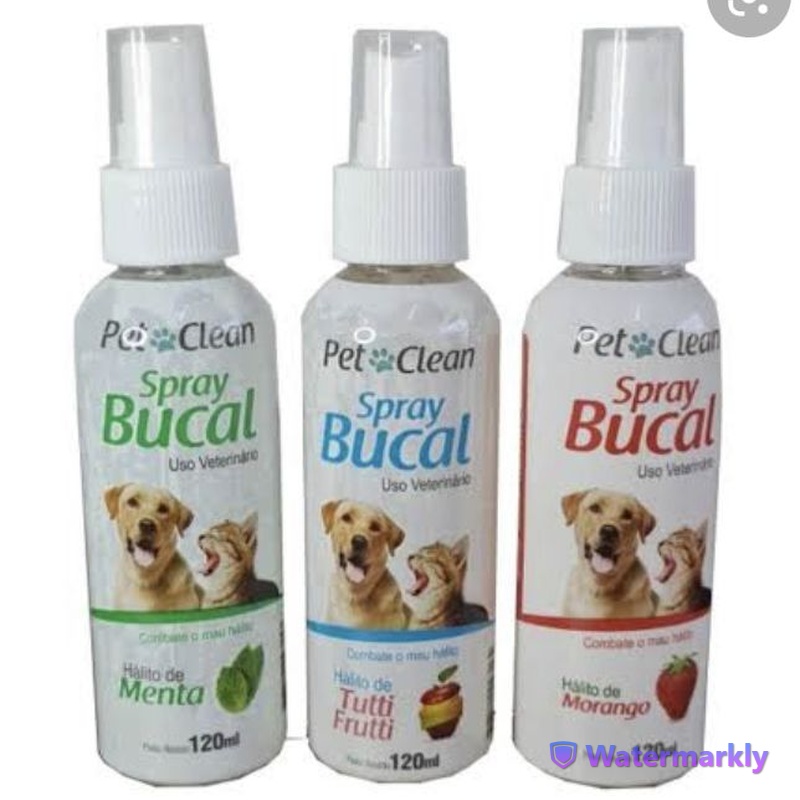 Pet Clean
Spray
Bucal
Uso Veterinário
Combate o mau hálito
Hálito de
Menta
120ml
Pet Clean
Spray
Bucal
Uso Veterinário
Combate o mau hálito
Hálito de
Tutti
Frutti
120ml
Pet Clean
Spray
Bucal
Uso Veterinário
Combate o mau hálito
Hálito de
Morango
120ml
Watermarkly